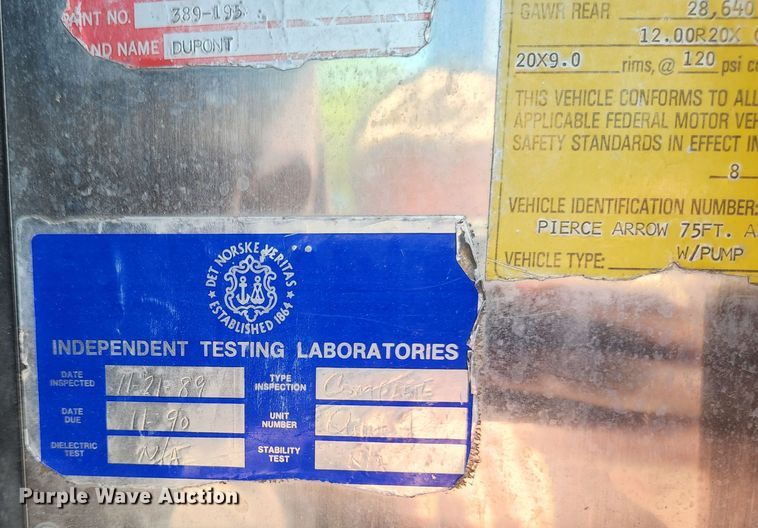 PAINT NO. 389-195
AND NAME DUPONT
GAWR REAR 28,640
12.00R20X
20X9.0 rims, @ 120 psi
THIS VEHICLE CONFORMS TO ALL
APPLICABLE FEDERAL MOTOR VEH
SAFETY STANDARDS IN EFFECT
8
VEHICLE IDENTIFICATION NUMBER:
PIERCE ARROW 75FT. A
VEHICLE TYPE: W/PUMP
DET NORSKE VERITAS
ESTABLISHED 1864
INDEPENDENT TESTING LABORATORIES
DATE INSPECTED 11-21-89 TYPE INSPECTION Complete
DATE DUE 11-90 UNIT NUMBER
DIELECTRIC TEST N/A STABILITY TEST
Purple Wave Auction